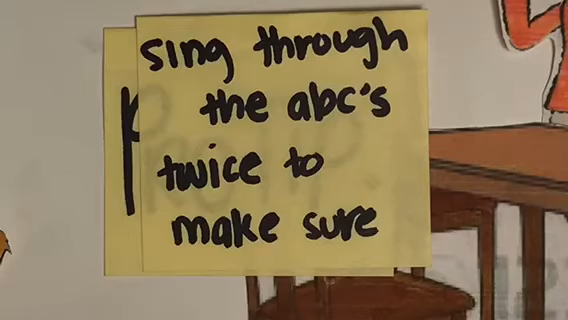 sing through
the abc's
twice to
make sure